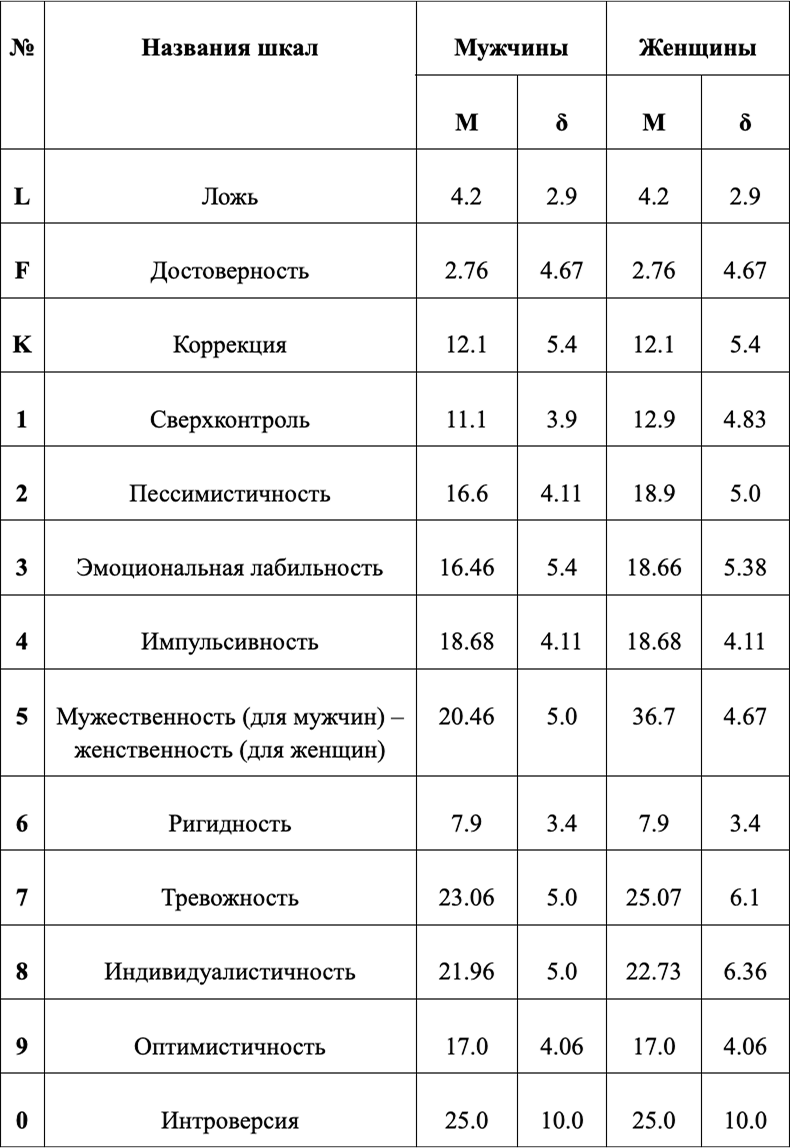 № Названия шкал Мужчины Женщины
М δ М δ
L Ложь 4.2 2.9 4.2 2.9
F Достоверность 2.76 4.67 2.76 4.67
K Коррекция 12.1 5.4 12.1 5.4
1 Сверхконтроль 11.1 3.9 12.9 4.83
2 Пессимистичность 16.6 4.11 18.9 5.0
3 Эмоциональная лабильность 16.46 5.4 18.66 5.38
4 Импульсивность 18.68 4.11 18.68 4.11
5 Мужественность (для мужчин) – 20.46 5.0 36.7 4.67
женственность (для женщин)
6 Ригидность 7.9 3.4 7.9 3.4
7 Тревожность 23.06 5.0 25.07 6.1
8 Индивидуалистичность 21.96 5.0 22.73 6.36
9 Оптимистичность 17.0 4.06 17.0 4.06
0 Интроверсия 25.0 10.0 25.0 10.0